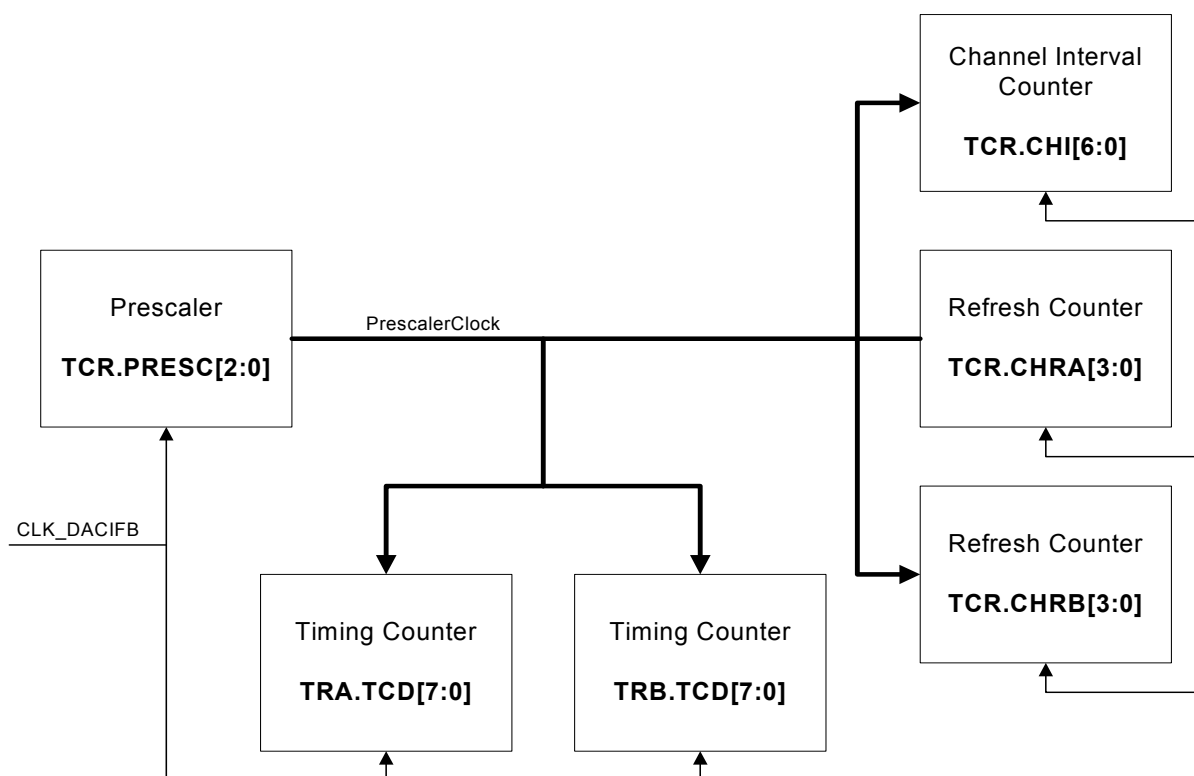 Channel Interval
Counter
TCR.CHI[6:0]
Prescaler
TCR.PRESC[2:0]
PrescalerClock
Refresh Counter
TCR.CHRA[3:0]
CLK_DACIFB
Refresh Counter
TCR.CHRB[3:0]
Timing Counter
TRA.TCD[7:0]
Timing Counter
TRB.TCD[7:0]